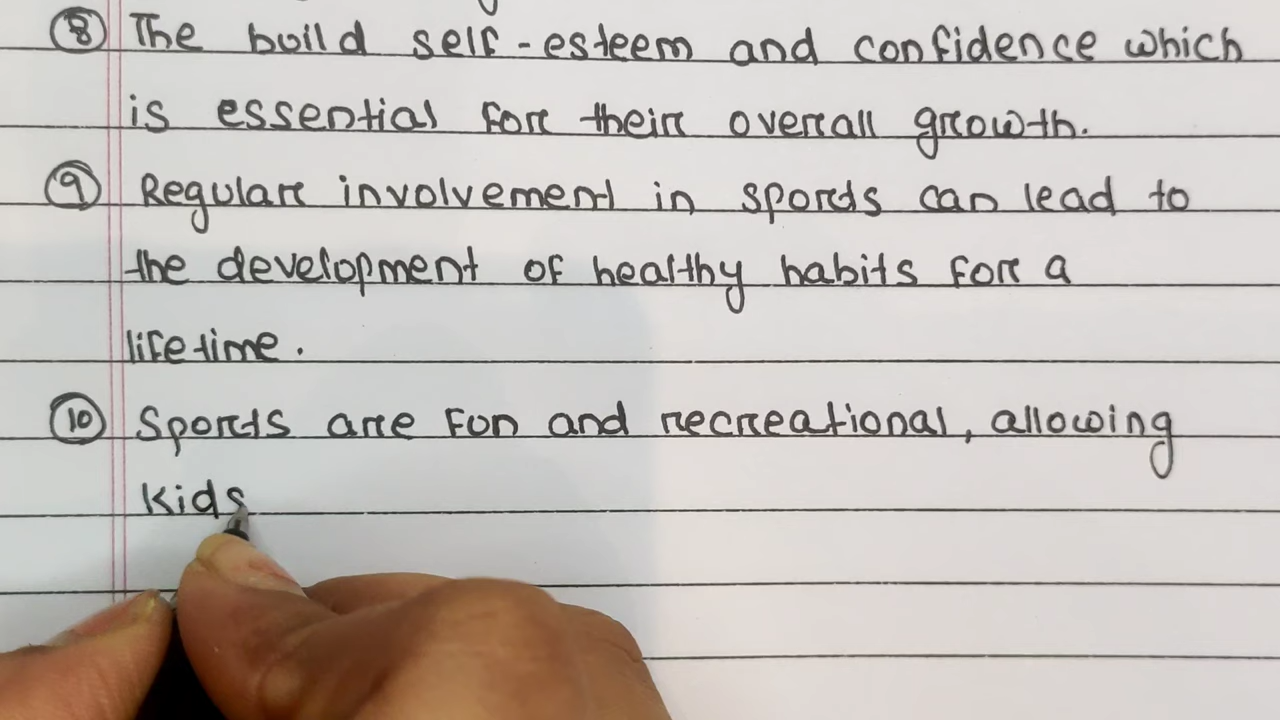 ⑧ The build self-esteem and confidence which
is essential for their overall growth.
⑨ Regular involvement in sports can lead to
the development of healthy habits for a
lifetime.
⑩ Sports are fun and recreational, allowing
kids